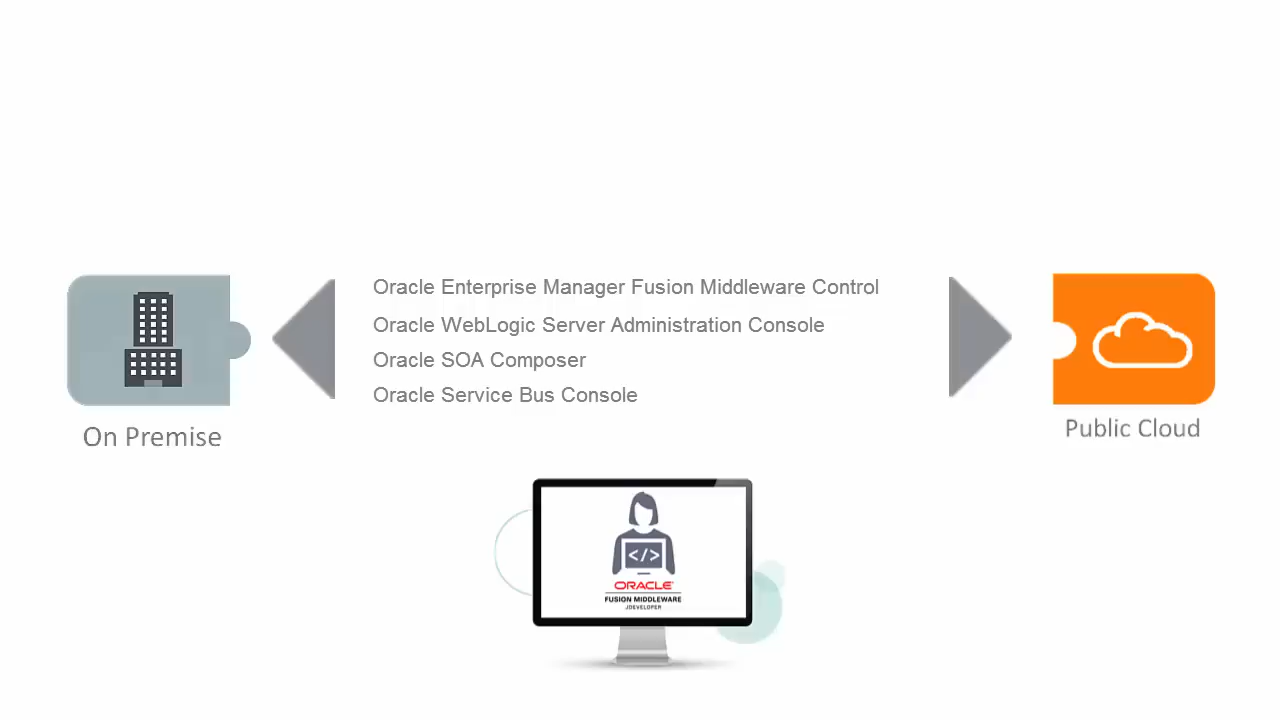 Oracle Enterprise Manager Fusion Middleware Control
Oracle WebLogic Server Administration Console
Oracle SOA Composer
Oracle Service Bus Console
On Premise
Public Cloud
</>
ORACLE
FUSION MIDDLEWARE
JDEVELOPER